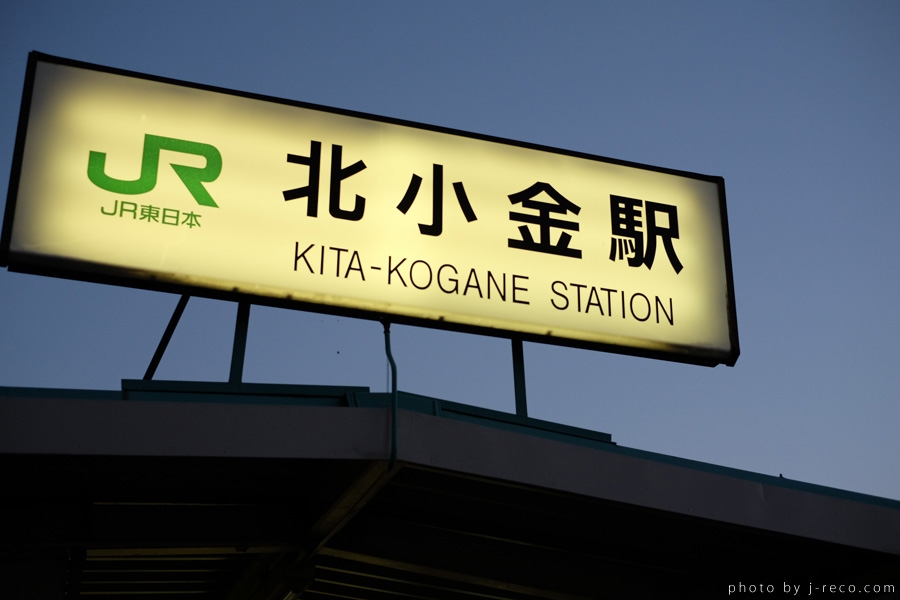 JR
JR東日本
北小金駅
KITA-KOGANE STATION
photo by j-reco.com